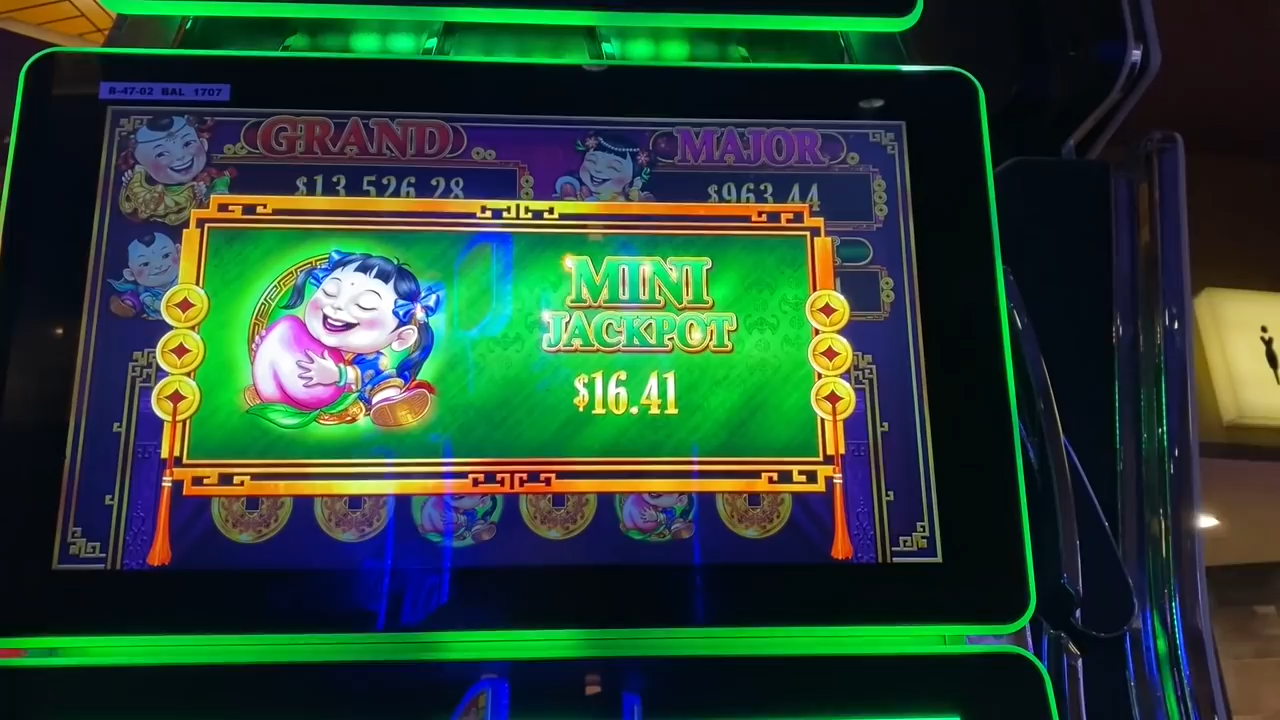 B-47-02 BAL 1707
GRAND
MAJOR
$13,526.28
$963.44
MINI
JACKPOT
$16.41